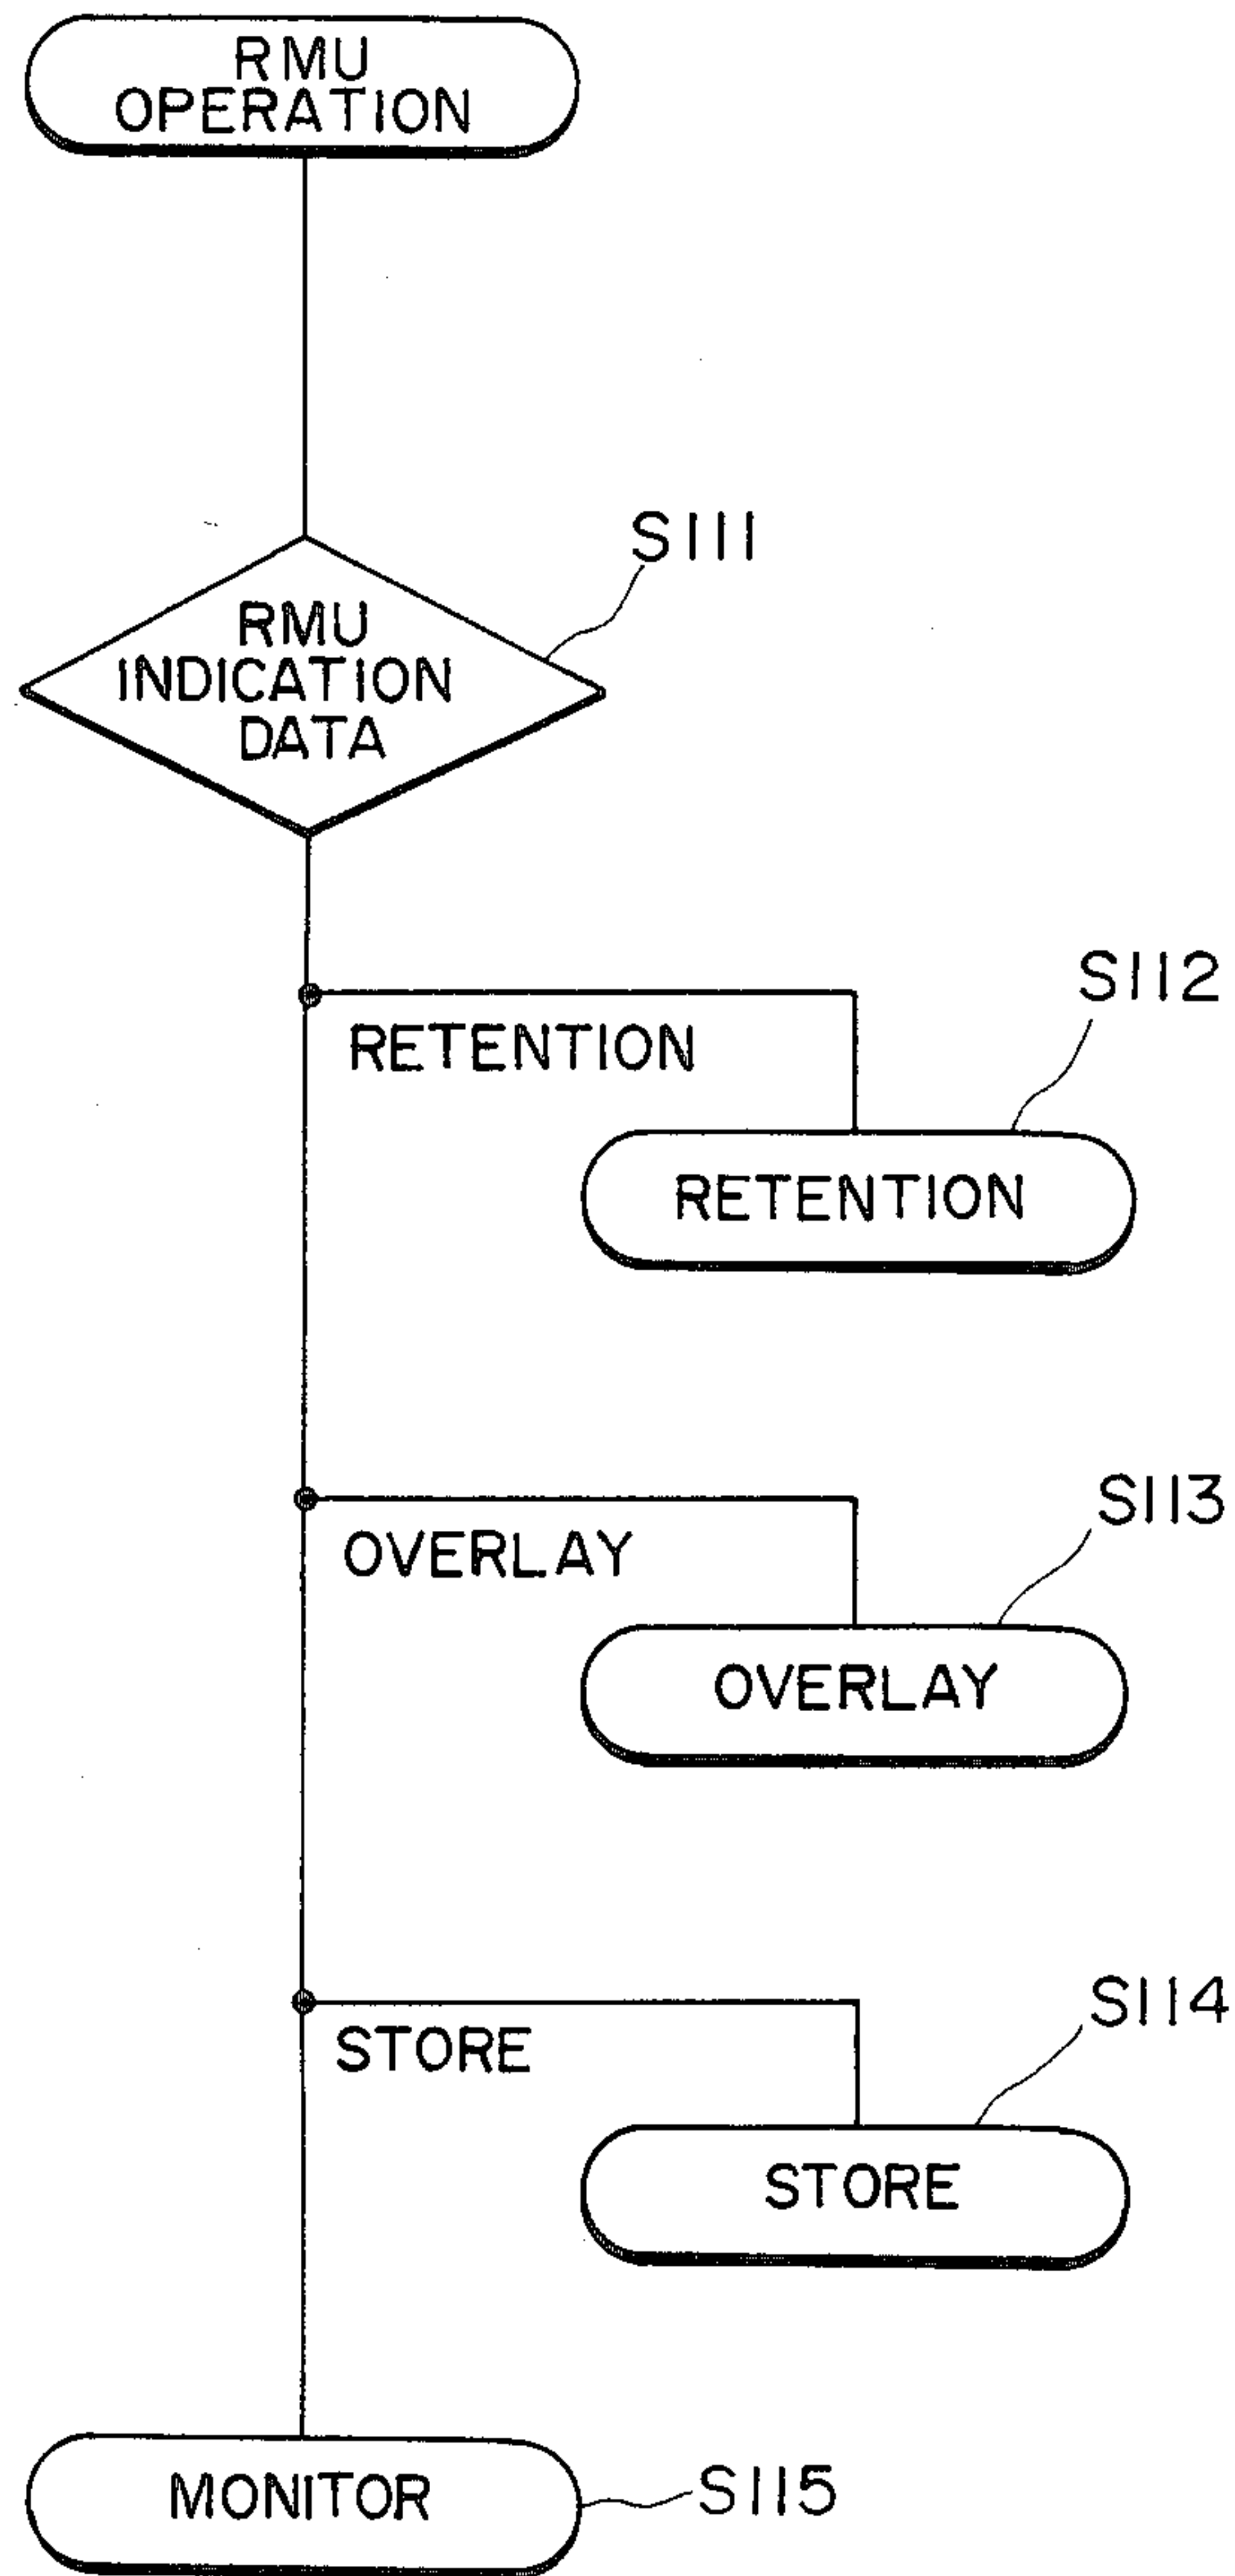 RMU
OPERATION
S111
RMU
INDICATION
DATA
S112
RETENTION
RETENTION
S113
OVERLAY
OVERLAY
S114
STORE
STORE
MONITOR
S115